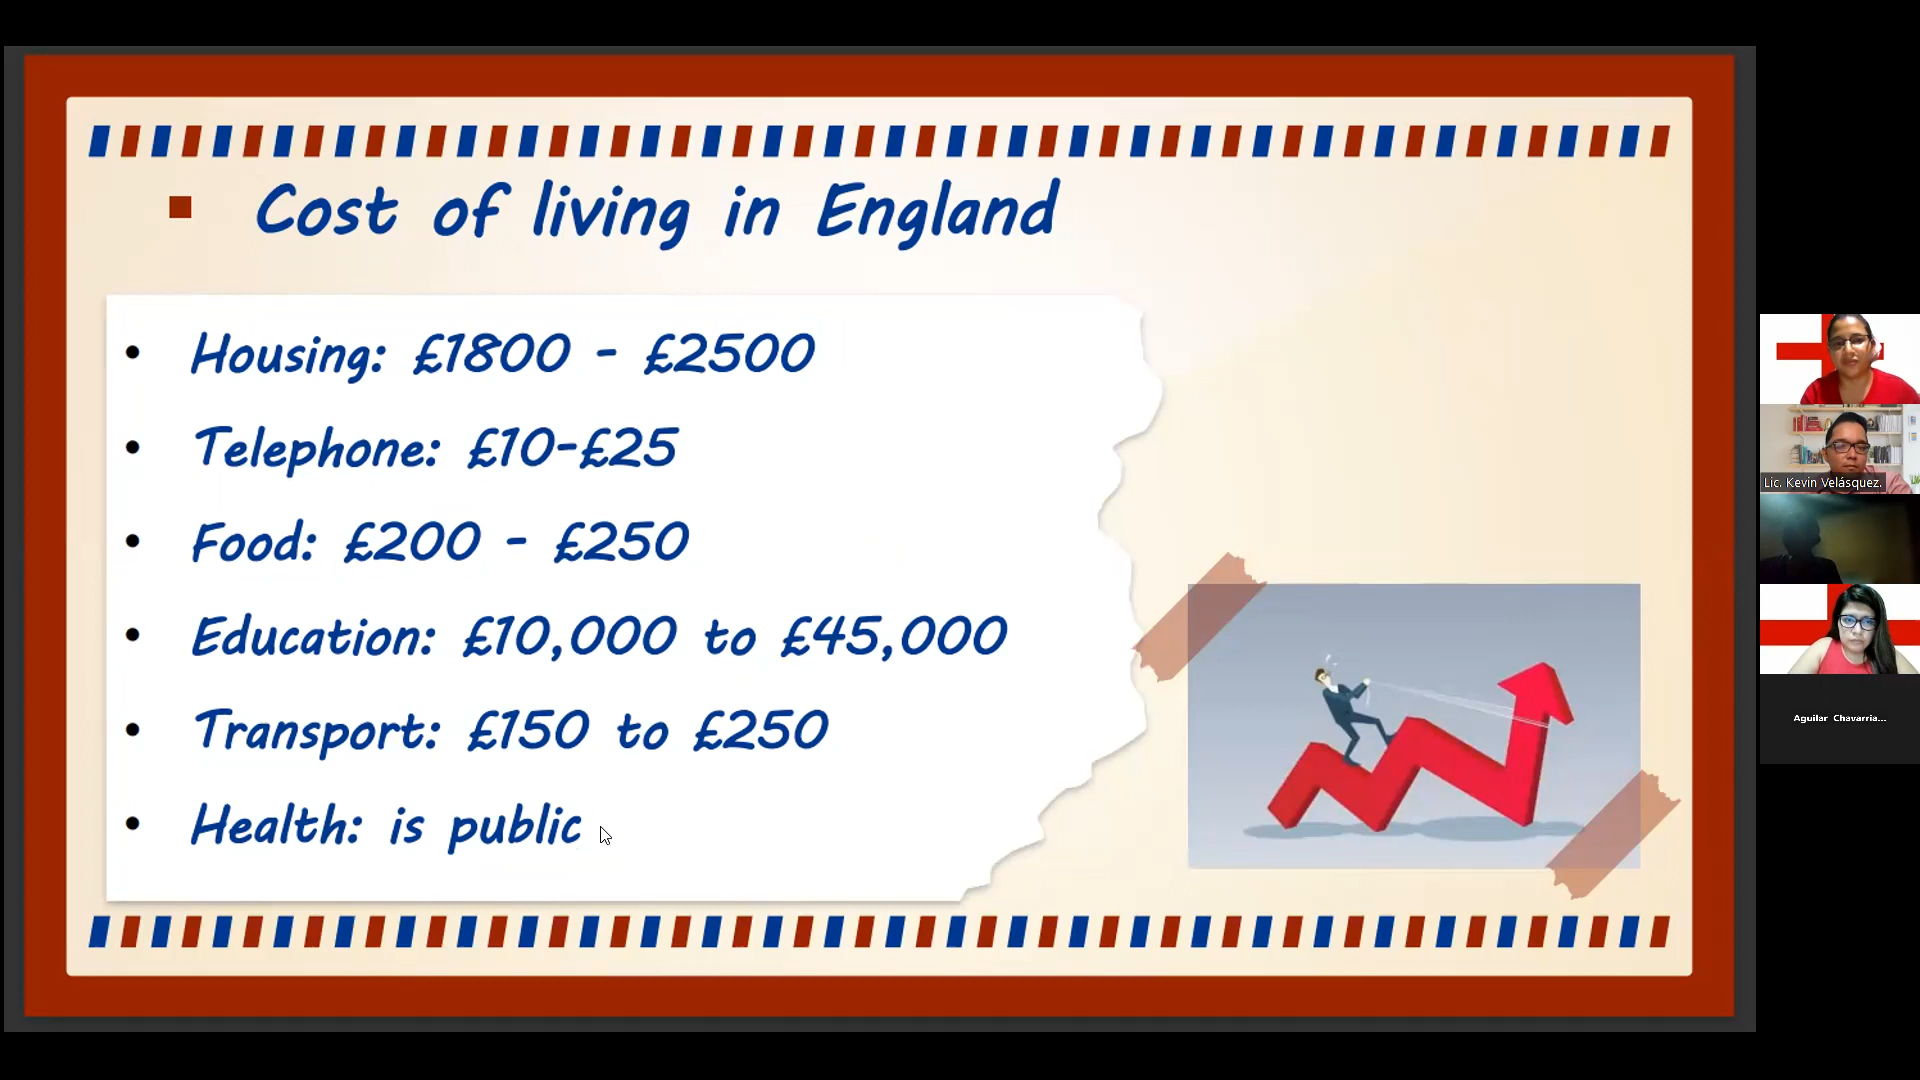 Cost of living in England
Housing: £1800 - £2500
Telephone: £10-£25
Food: £200 - £250
Education: £10,000 to £45,000
Transport: £150 to £250
Health: is public
Lic. Kevin Velásquez.
Aguilar Chavarria...